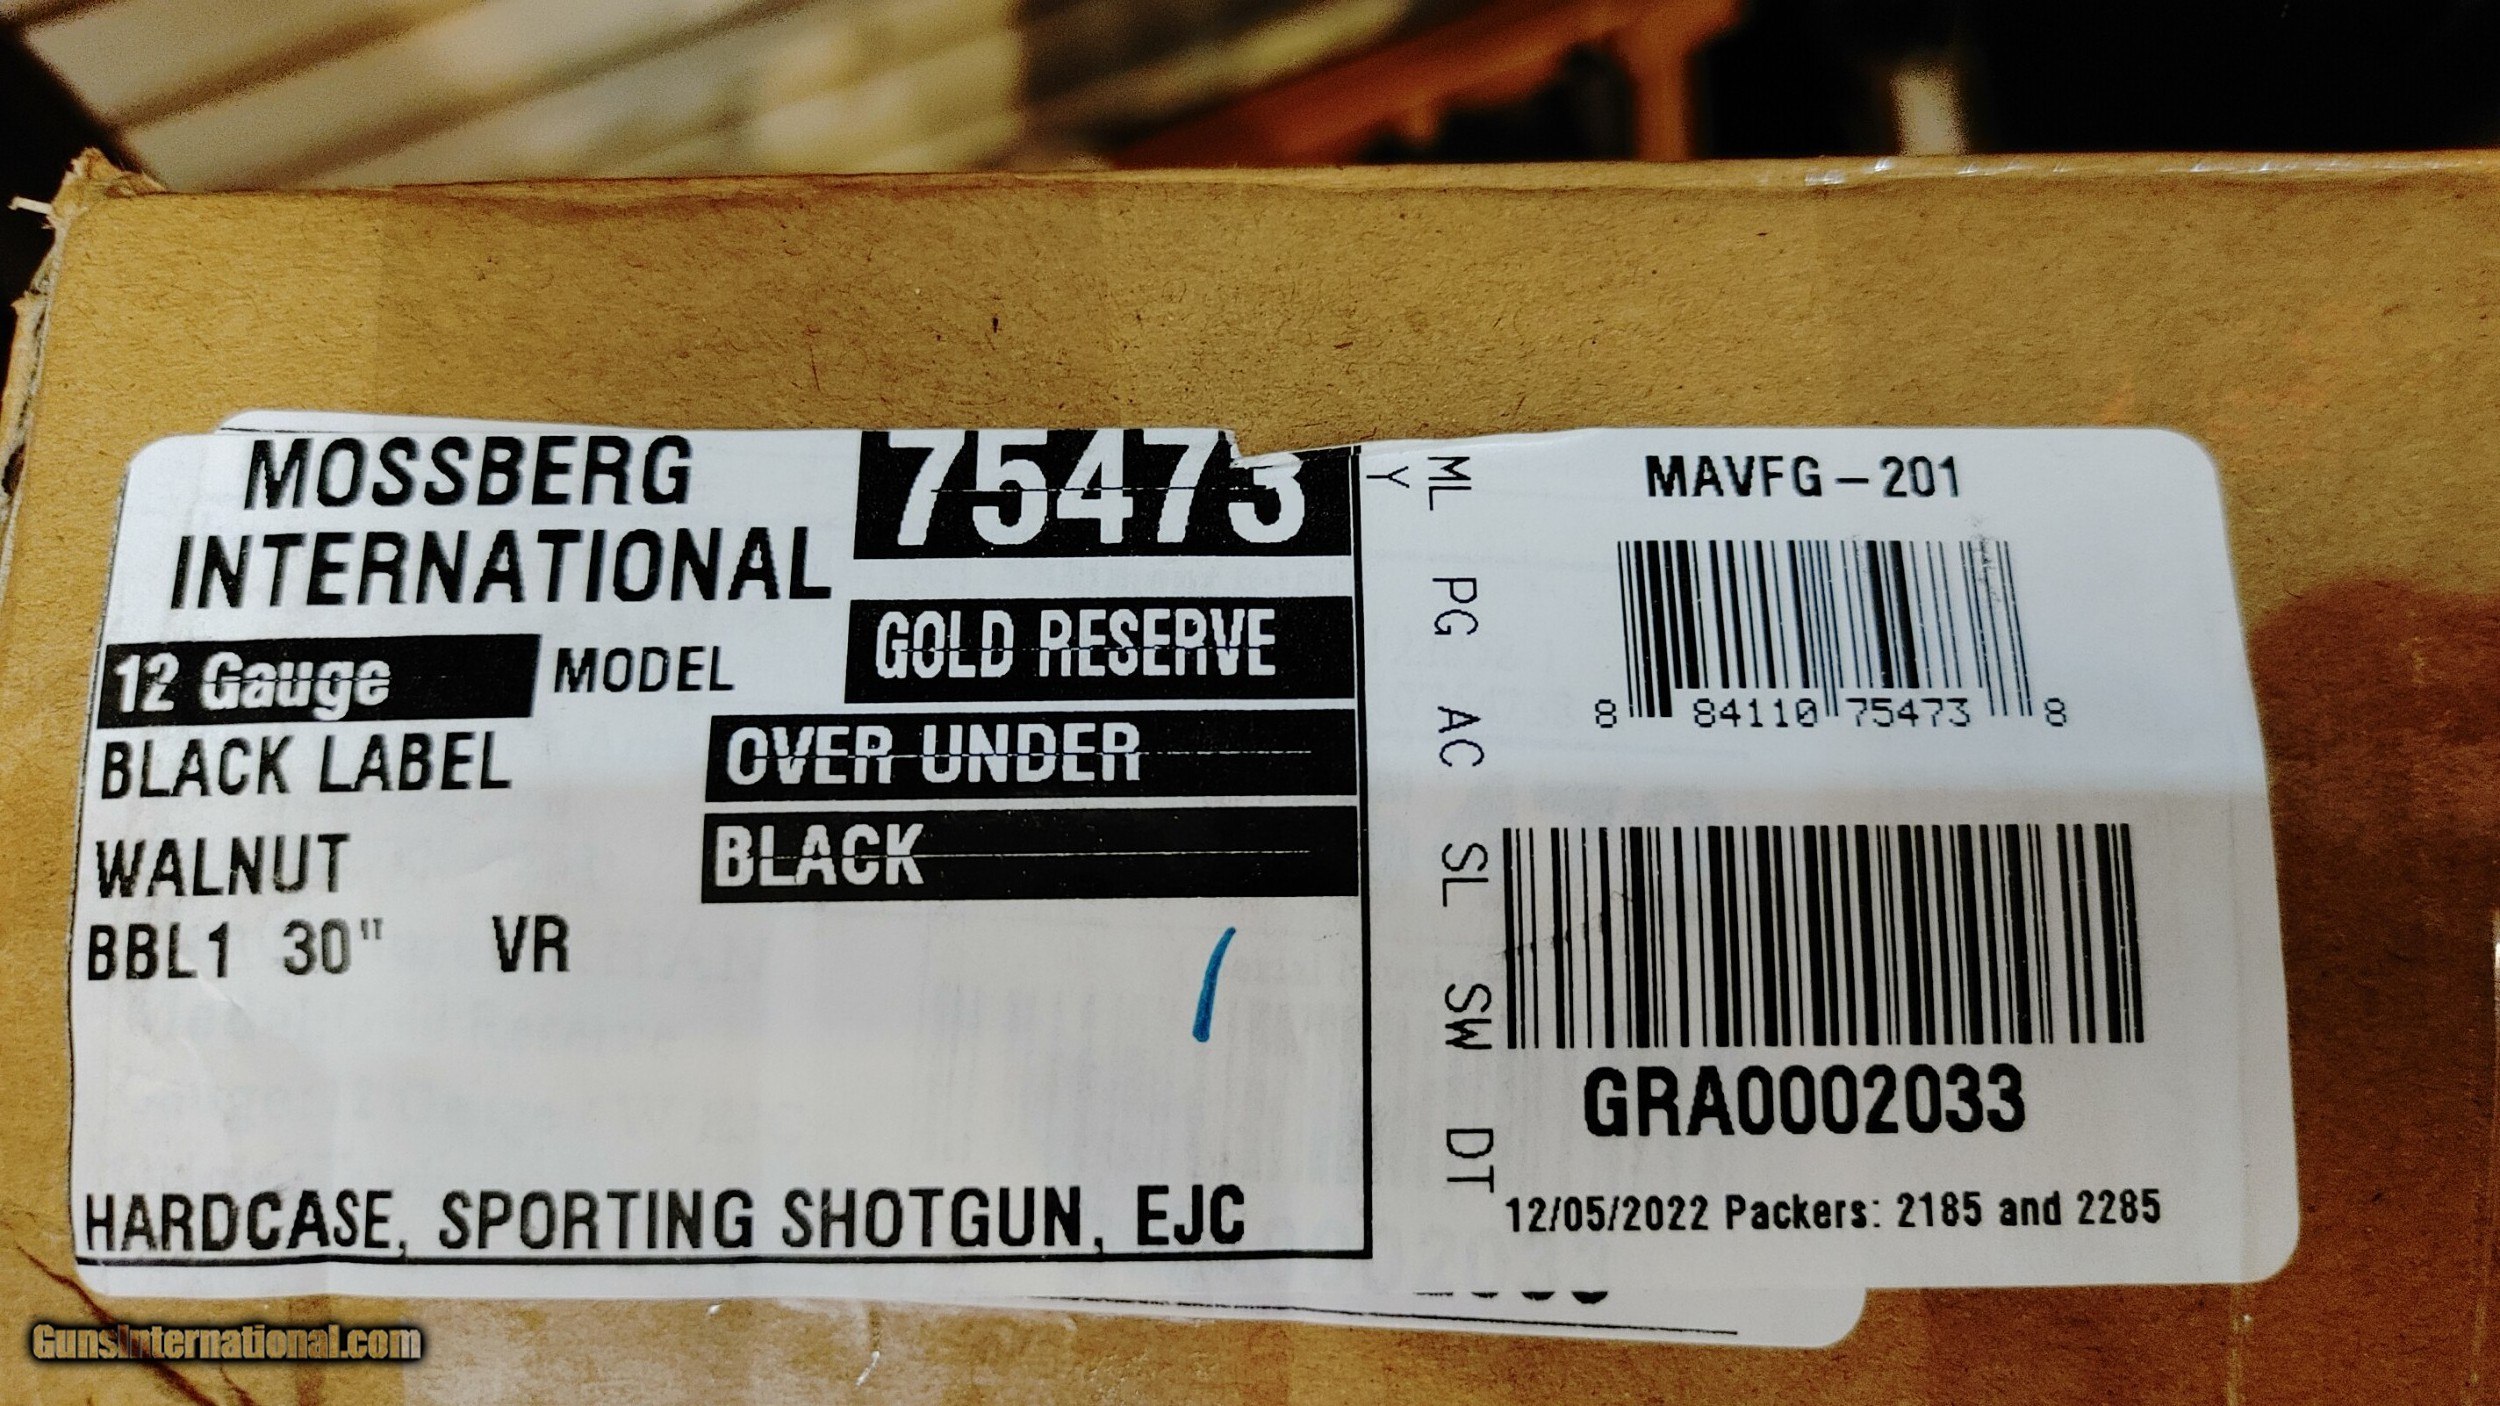 MOSSBERG
INTERNATIONAL
75473
12 Gauge MODEL GOLD RESERVE
BLACK LABEL OVER UNDER
WALNUT BLACK
BBL1 30" VR
HARDCASE, SPORTING SHOTGUN, EJC
ML PG AC SL SW DT
Y
MAVFG-201
8 84110 75473 8
GRA0002033
12/05/2022 Packers: 2185 and 2285
GunsInternational.com